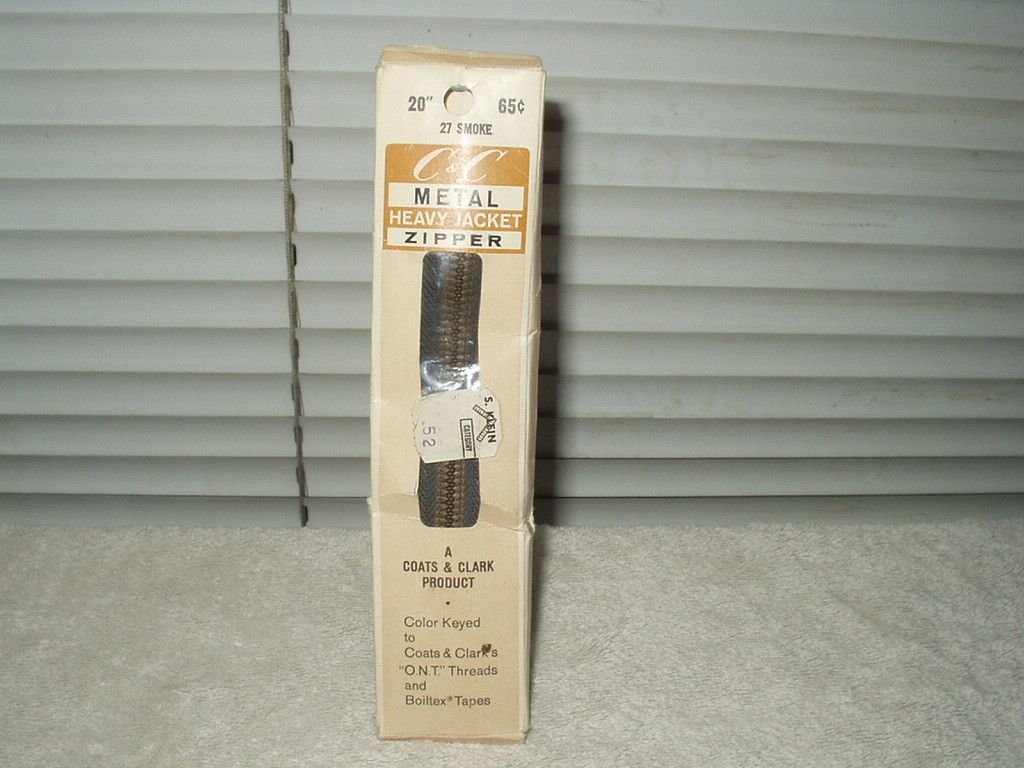 20" 65¢
27 SMOKE
C&C
METAL
HEAVY JACKET
ZIPPER
S. KLEIN
CATEGORY
.52
A
COATS & CLARK
PRODUCT
Color Keyed
to
Coats & Clark's
"O.N.T." Threads
and
Boiltex® Tapes